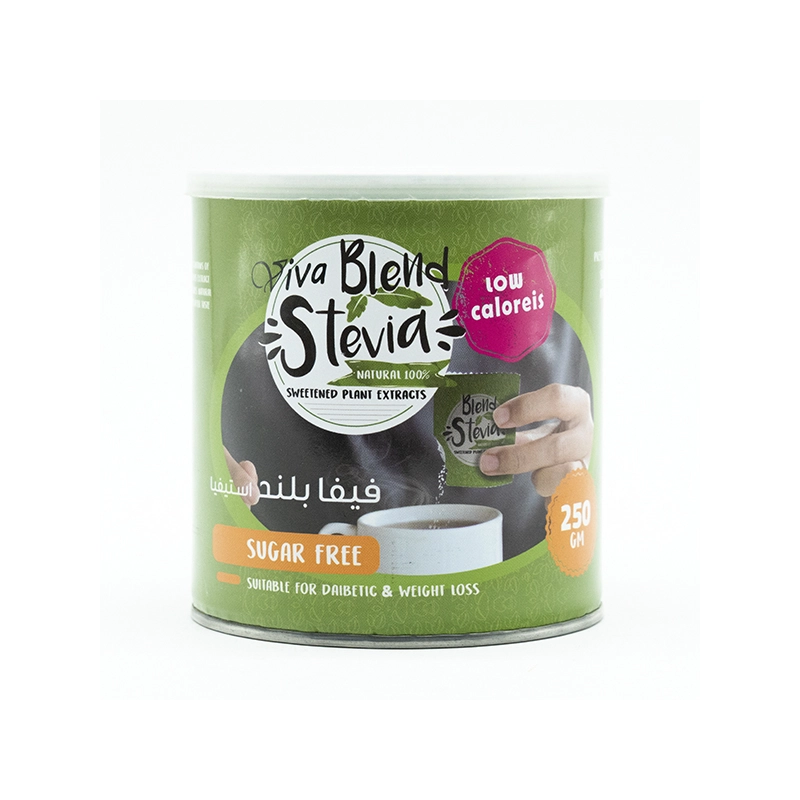 Viva Blend
Stevia
NATURAL 100%
SWEETENED PLANT EXTRACTS
LOW
caloreis
Blend
Stevia
فيفا بلند استيفيا
250
GM
SUGAR FREE
SUITABLE FOR DAIBETIC & WEIGHT LOSS